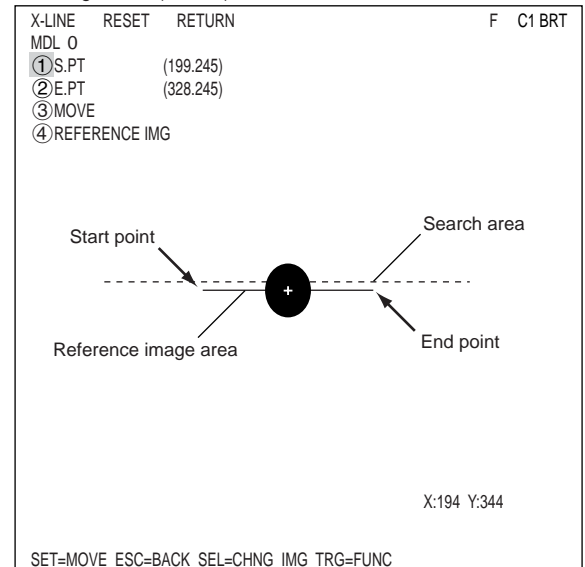 X-LINE RESET RETURN F C1 BRT
MDL 0
①S.PT (199.245)
②E.PT (328.245)
③MOVE
④REFERENCE IMG
Search area
Start point
+
End point
Reference image area
X:194 Y:344
SET=MOVE ESC=BACK SEL=CHNG IMG TRG=FUNC